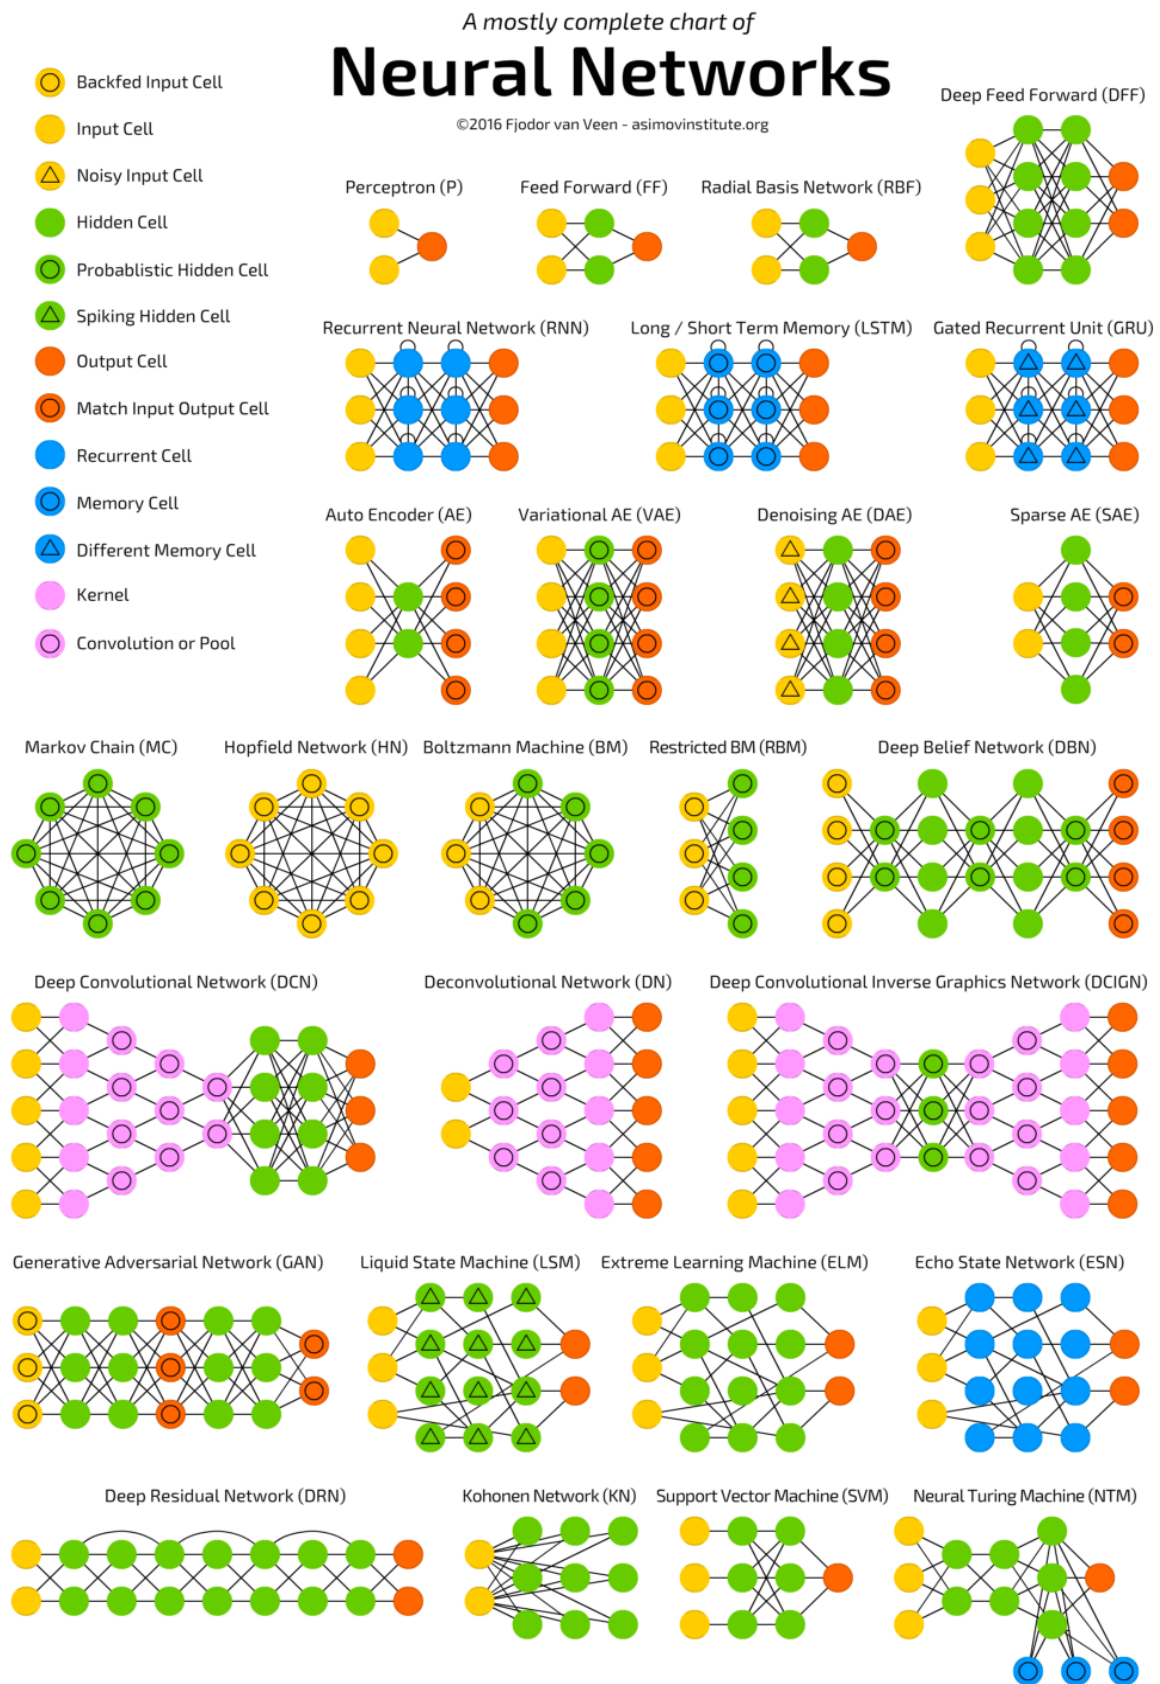 A mostly complete chart of
Neural Networks
©2016 Fjodor van Veen - asimovinstitute.org
Backfed Input Cell
Input Cell
Noisy Input Cell
Hidden Cell
Probablistic Hidden Cell
Spiking Hidden Cell
Output Cell
Match Input Output Cell
Recurrent Cell
Memory Cell
Different Memory Cell
Kernel
Convolution or Pool
Deep Feed Forward (DFF)
Perceptron (P)
Feed Forward (FF)
Radial Basis Network (RBF)
Recurrent Neural Network (RNN)
Long / Short Term Memory (LSTM)
Gated Recurrent Unit (GRU)
Auto Encoder (AE)
Variational AE (VAE)
Denoising AE (DAE)
Sparse AE (SAE)
Markov Chain (MC)
Hopfield Network (HN)
Boltzmann Machine (BM)
Restricted BM (RBM)
Deep Belief Network (DBN)
Deep Convolutional Network (DCN)
Deconvolutional Network (DN)
Deep Convolutional Inverse Graphics Network (DCIGN)
Generative Adversarial Network (GAN)
Liquid State Machine (LSM)
Extreme Learning Machine (ELM)
Echo State Network (ESN)
Deep Residual Network (DRN)
Kohonen Network (KN)
Support Vector Machine (SVM)
Neural Turing Machine (NTM)